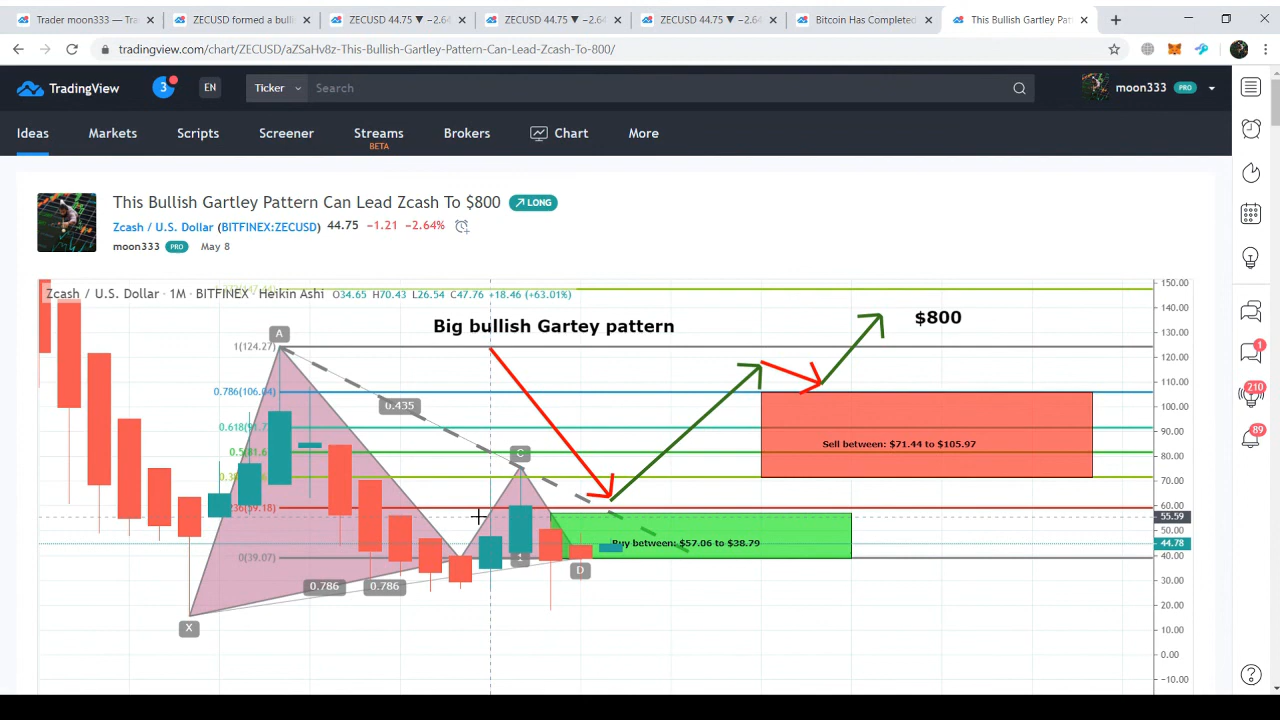 Trader moon333 — Tra
ZECUSD formed a bulli
ZECUSD 44.75 ▼ −2.64
ZECUSD 44.75 ▼ −2.64
ZECUSD 44.75 ▼ −2.64
Bitcoin Has Completed
This Bullish Gartley Pat
tradingview.com/chart/ZECUSD/aZSaHv8z-This-Bullish-Gartley-Pattern-Can-Lead-Zcash-To-800/
TradingView
3
EN
Ticker
Search
moon333 PRO
Ideas
Markets
Scripts
Screener
Streams
BETA
Brokers
Chart
More
This Bullish Gartley Pattern Can Lead Zcash To $800
LONG
Zcash / U.S. Dollar (BITFINEX:ZECUSD) 44.75 −1.21 −2.64%
moon333 PRO May 8
Zcash / U.S. Dollar · 1M · BITFINEX · Heikin Ashi O34.65 H70.43 L26.54 C47.76 +18.46 (+63.01%)
Big bullish Gartey pattern
$800
A
1(124.27)
0.786(106.04)
0.435
Sell between: $71.44 to $105.97
C
Buy between: $57.06 to $38.79
0(39.07)
1
D
0.786
0.786
X
150.00
140.00
130.00
120.00
110.00
100.00
90.00
80.00
70.00
60.00
55.59
50.00
44.78
40.00
30.00
20.00
10.00
0.00
−10.00
1
210
89